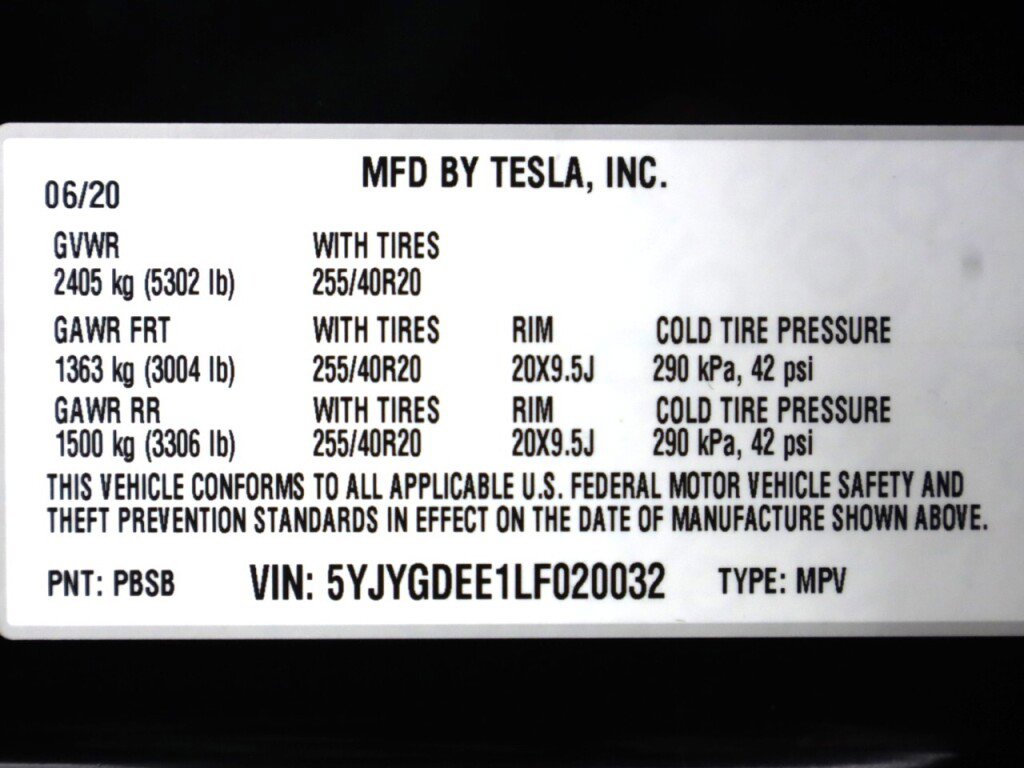 MFD BY TESLA, INC.
06/20
GVWR WITH TIRES
2405 kg (5302 lb) 255/40R20
GAWR FRT WITH TIRES RIM COLD TIRE PRESSURE
1363 kg (3004 lb) 255/40R20 20X9.5J 290 kPa, 42 psi
GAWR RR WITH TIRES RIM COLD TIRE PRESSURE
1500 kg (3306 lb) 255/40R20 20X9.5J 290 kPa, 42 psi
THIS VEHICLE CONFORMS TO ALL APPLICABLE U.S. FEDERAL MOTOR VEHICLE SAFETY AND
THEFT PREVENTION STANDARDS IN EFFECT ON THE DATE OF MANUFACTURE SHOWN ABOVE.
PNT: PBSB VIN: 5YJYGDEE1LF020032 TYPE: MPV